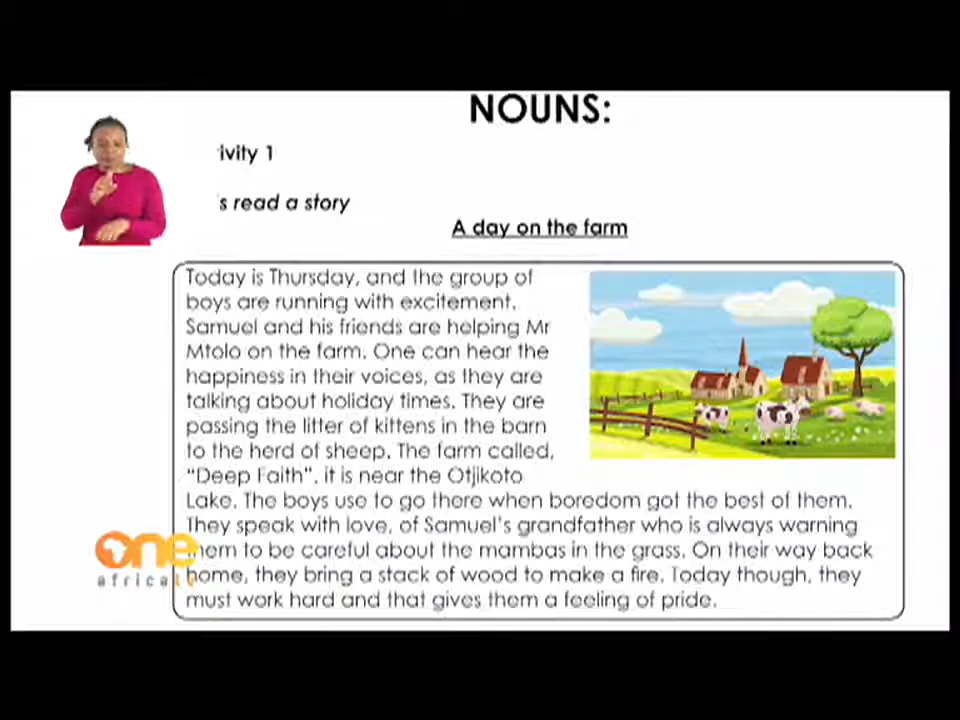 NOUNS:
ivity 1
s read a story
A day on the farm
Today is Thursday, and the group of
boys are running with excitement.
Samuel and his friends are helping Mr
Mtolo on the farm. One can hear the
happiness in their voices, as they are
talking about holiday times. They are
passing the litter of kittens in the barn
to the herd of sheep. The farm called,
“Deep Faith”, it is near the Otjikoto
Lake. The boys use to go there when boredom got the best of them.
They speak with love, of Samuel’s grandfather who is always warning
them to be careful about the mambas in the grass. On their way back
home, they bring a stack of wood to make a fire. Today though, they
must work hard and that gives them a feeling of pride.
one
africa tv